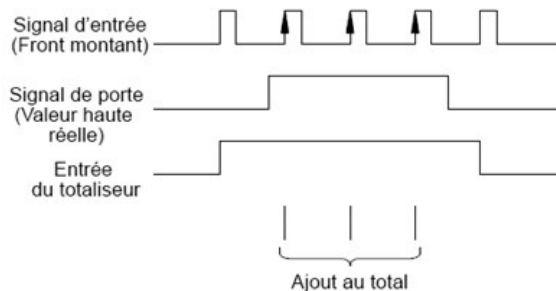 Signal d'entrée
(Front montant)
Signal de porte
(Valeur haute
réelle)
Entrée
du totaliseur
Ajout au total